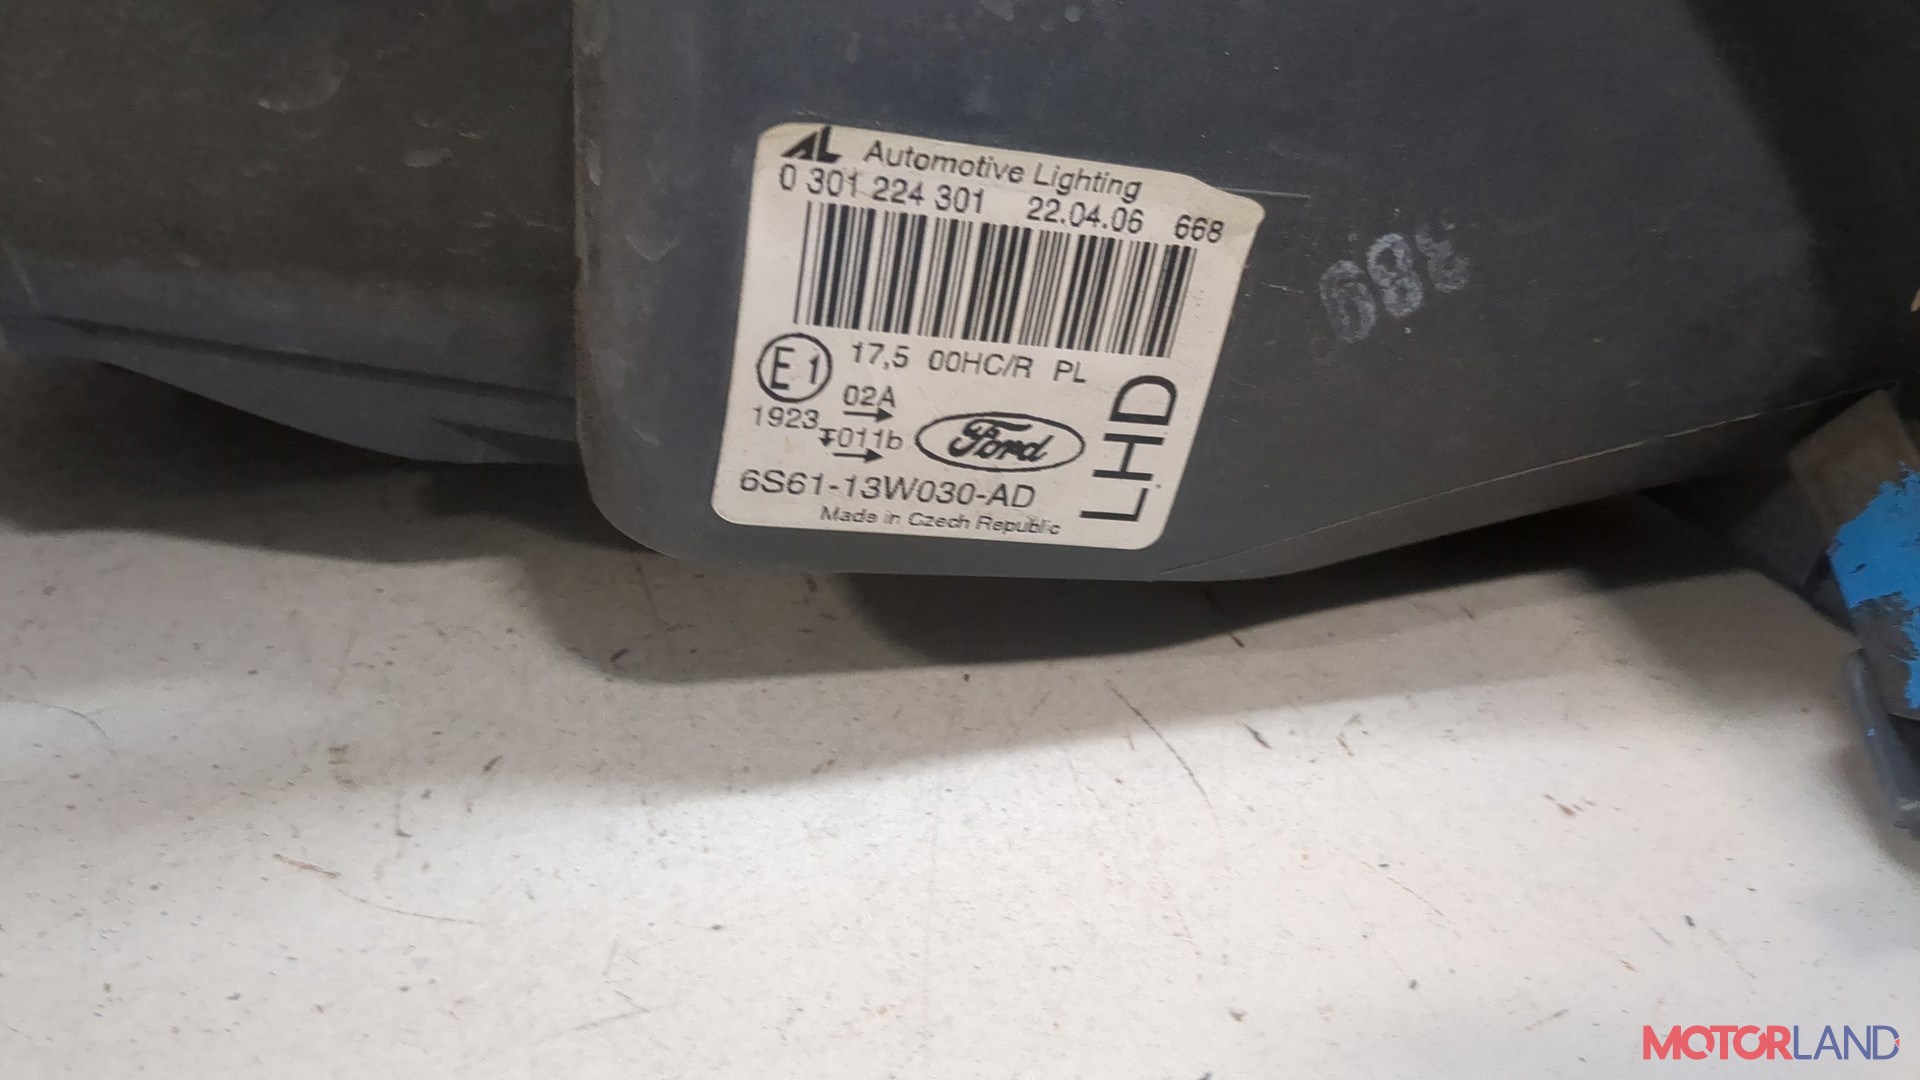 AL Automotive Lighting
0 301 224 301 22.04.06 668
E1 17,5 00HC/R PL
02A
1923 011b
Ford
6S61-13W030-AD
Made in Czech Republic
LHD
MOTORLAND